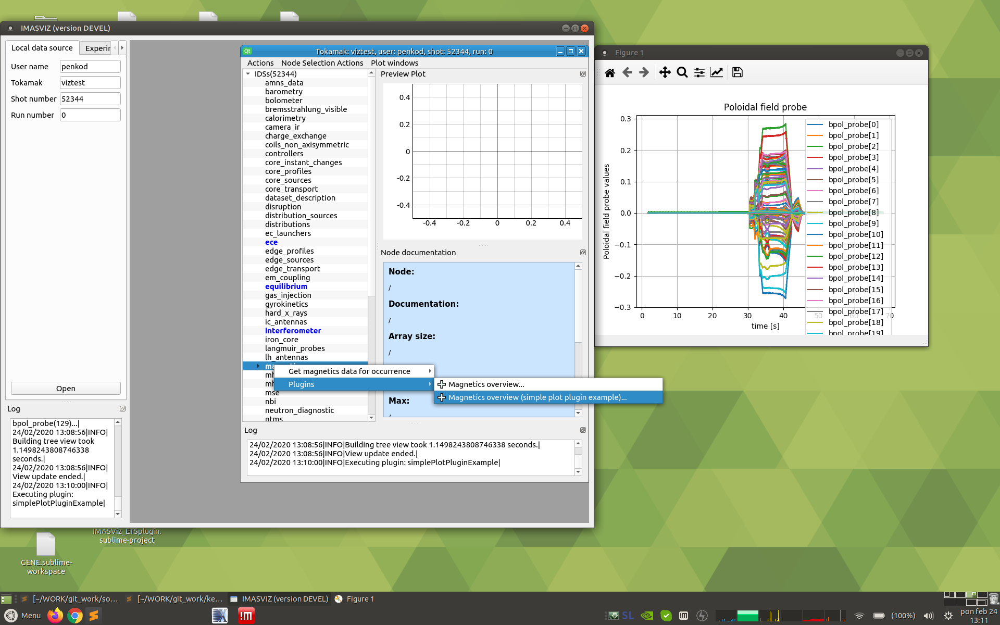 IMASVIZ (version DEVEL)
Local data source
Experir
User name
penkod
Tokamak
viztest
Shot number
52344
Run number
0
Open
Log
bpol_probe(129)...|
24/02/2020 13:08:56|INFO|
Building tree view took
1.1498243808746338
seconds.|
24/02/2020 13:08:56|INFO|
View update ended.|
24/02/2020 13:10:00|INFO|
Executing plugin:
simplePlotPluginExample|
Tokamak: viztest, user: penkod, shot: 52344, run: 0
Actions Node Selection Actions Plot windows
IDSs(52344)
amns_data
barometry
bolometer
bremsstrahlung_visible
calorimetry
camera_ir
charge_exchange
coils_non_axisymmetric
controllers
core_instant_changes
core_profiles
core_sources
core_transport
dataset_description
disruption
distribution_sources
distributions
ec_launchers
ece
edge_profiles
edge_sources
edge_transport
em_coupling
equilibrium
gas_injection
gyrokinetics
hard_x_rays
ic_antennas
interferometer
iron_core
langmuir_probes
lh_antennas
mse
nbi
neutron_diagnostic
ntms
Get magnetics data for occurrence
Plugins
Magnetics overview...
Magnetics overview (simple plot plugin example)...
Preview Plot
0.4
0.2
0
-0.2
-0.4
-0.4 -0.2 0 0.2 0.4
Node documentation
Node:
/
Documentation:
/
Array size:
/
Max:
Log
24/02/2020 13:08:56|INFO|Building tree view took 1.1498243808746338 seconds.|
24/02/2020 13:08:56|INFO|View update ended.|
24/02/2020 13:10:00|INFO|Executing plugin: simplePlotPluginExample|
Figure 1
Poloidal field probe
Poloidal field probe values
0.3
0.2
0.1
0.0
−0.1
−0.2
−0.3
0 10 20 30 40 50 60 70
time [s]
bpol_probe[0]
bpol_probe[1]
bpol_probe[2]
bpol_probe[3]
bpol_probe[4]
bpol_probe[5]
bpol_probe[6]
bpol_probe[7]
bpol_probe[8]
bpol_probe[9]
bpol_probe[10]
bpol_probe[11]
bpol_probe[12]
bpol_probe[13]
bpol_probe[14]
bpol_probe[15]
bpol_probe[16]
bpol_probe[17]
bpol_probe[18]
bpol_probe[19]
IMASViz_ETSplugin.
sublime-project
GENE.sublime-
workspace
[~/WORK/git_work/so...
[~/WORK/git_work/ke...
IMASVIZ (version DEVEL)
Figure 1
Menu
SL
(100%)
pon feb 24
13:11